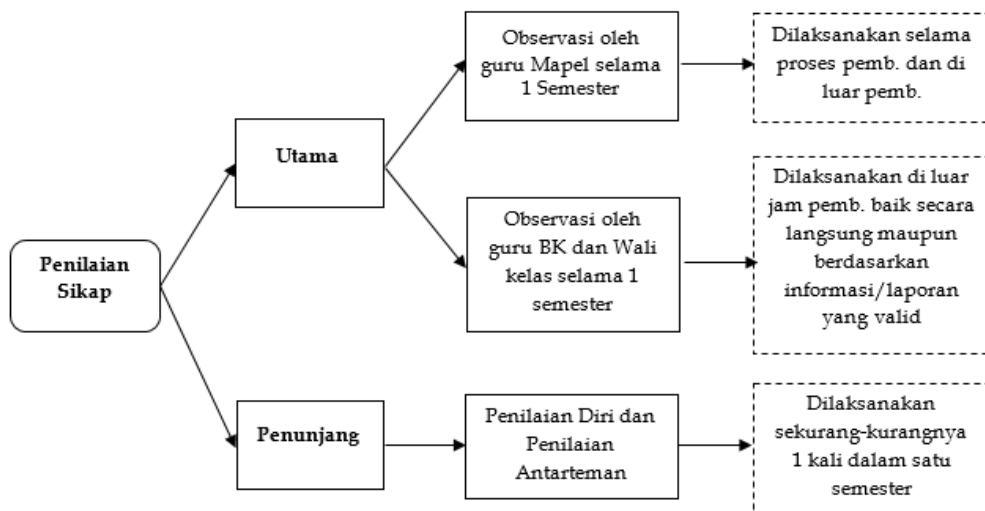 Penilaian
Sikap
Utama
Penunjang
Observasi oleh
guru Mapel selama
1 Semester
Observasi oleh
guru BK dan Wali
kelas selama 1
semester
Penilaian Diri dan
Penilaian
Antarteman
Dilaksanakan selama
proses pemb. dan di
luar pemb.
Dilaksanakan di luar
jam pemb. baik secara
langsung maupun
berdasarkan
informasi/laporan
yang valid
Dilaksanakan
sekurang-kurangnya
1 kali dalam satu
semester